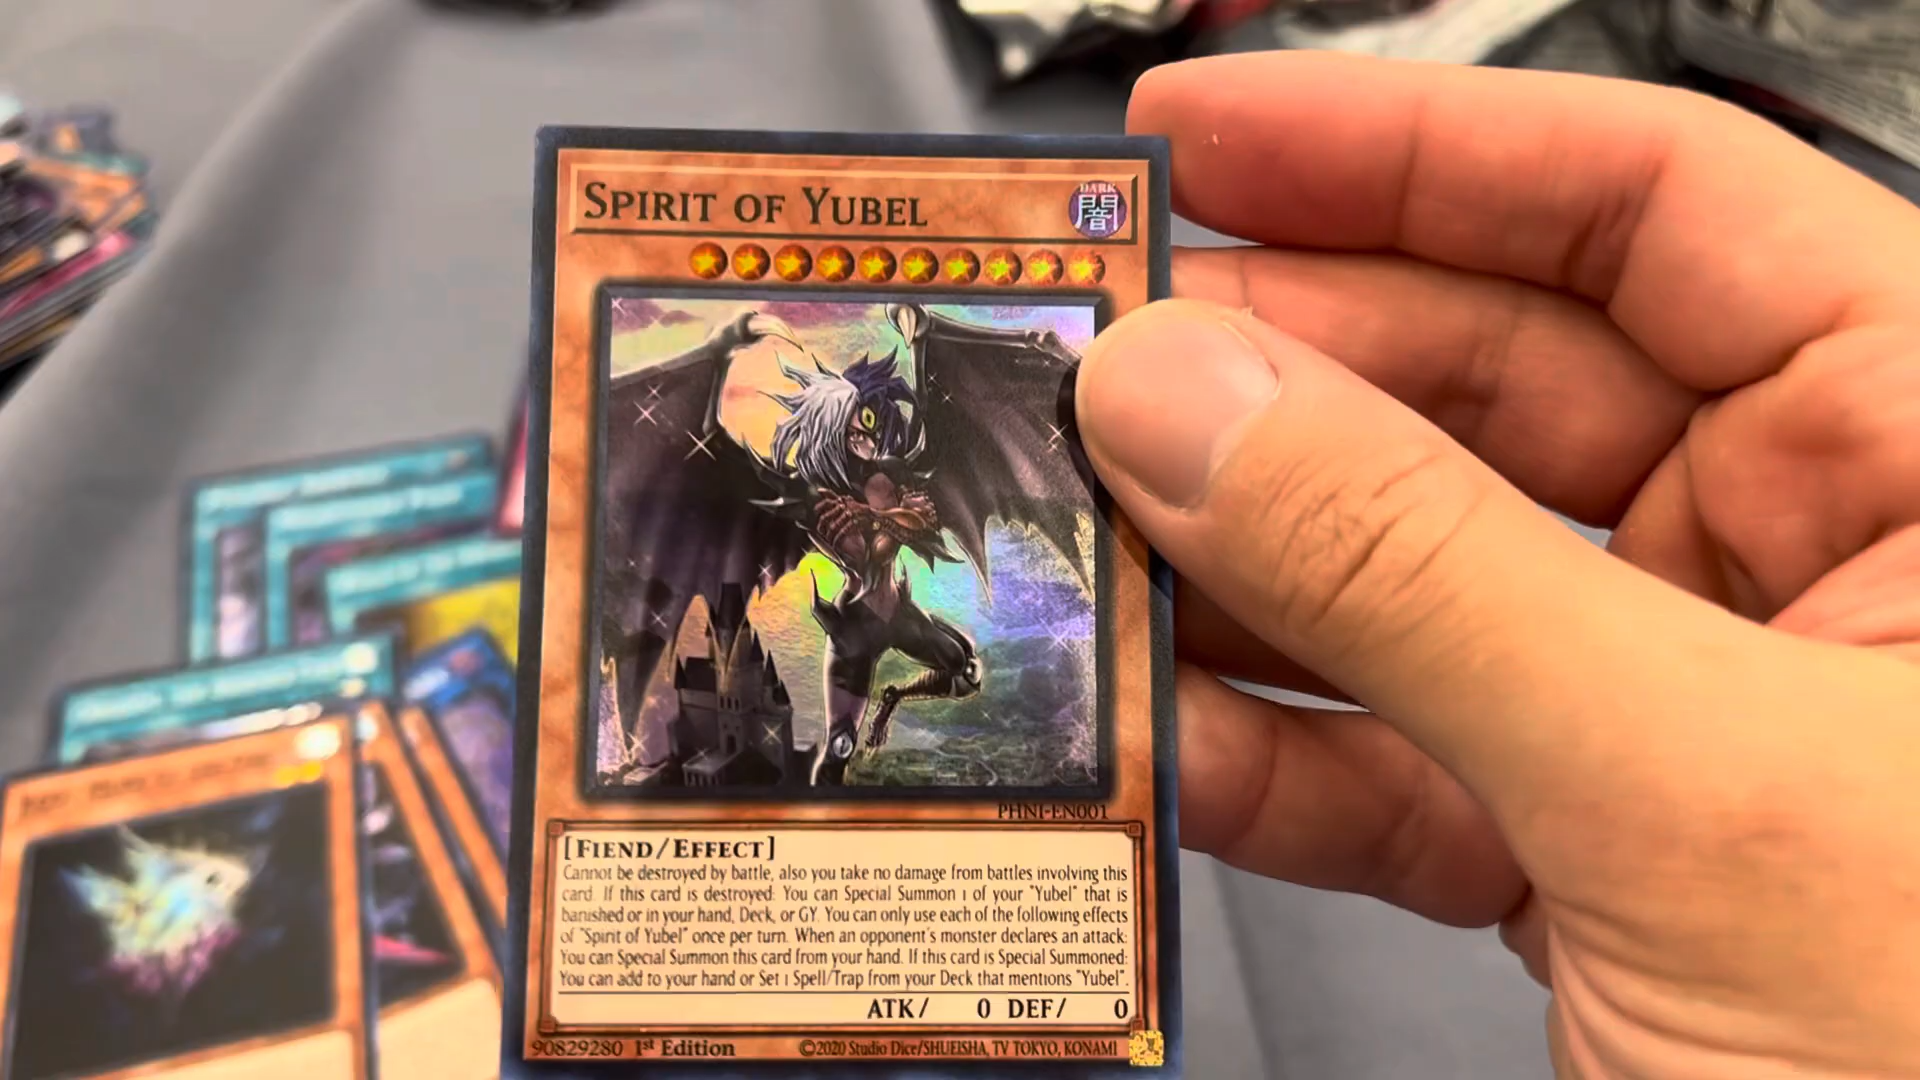 SPIRIT OF YUBEL
DARK
闇
PHNI-EN001
[FIEND/EFFECT]
Cannot be destroyed by battle, also you take no damage from battles involving this
card. If this card is destroyed: You can Special Summon 1 of your "Yubel" that is
banished or in your hand, Deck, or GY. You can only use each of the following effects
of "Spirit of Yubel" once per turn. When an opponent's monster declares an attack:
You can Special Summon this card from your hand. If this card is Special Summoned:
You can add to your hand or Set 1 Spell/Trap from your Deck that mentions "Yubel".
ATK/ 0 DEF/ 0
90829280 1st Edition ©2020 Studio Dice/SHUEISHA, TV TOKYO, KONAMI